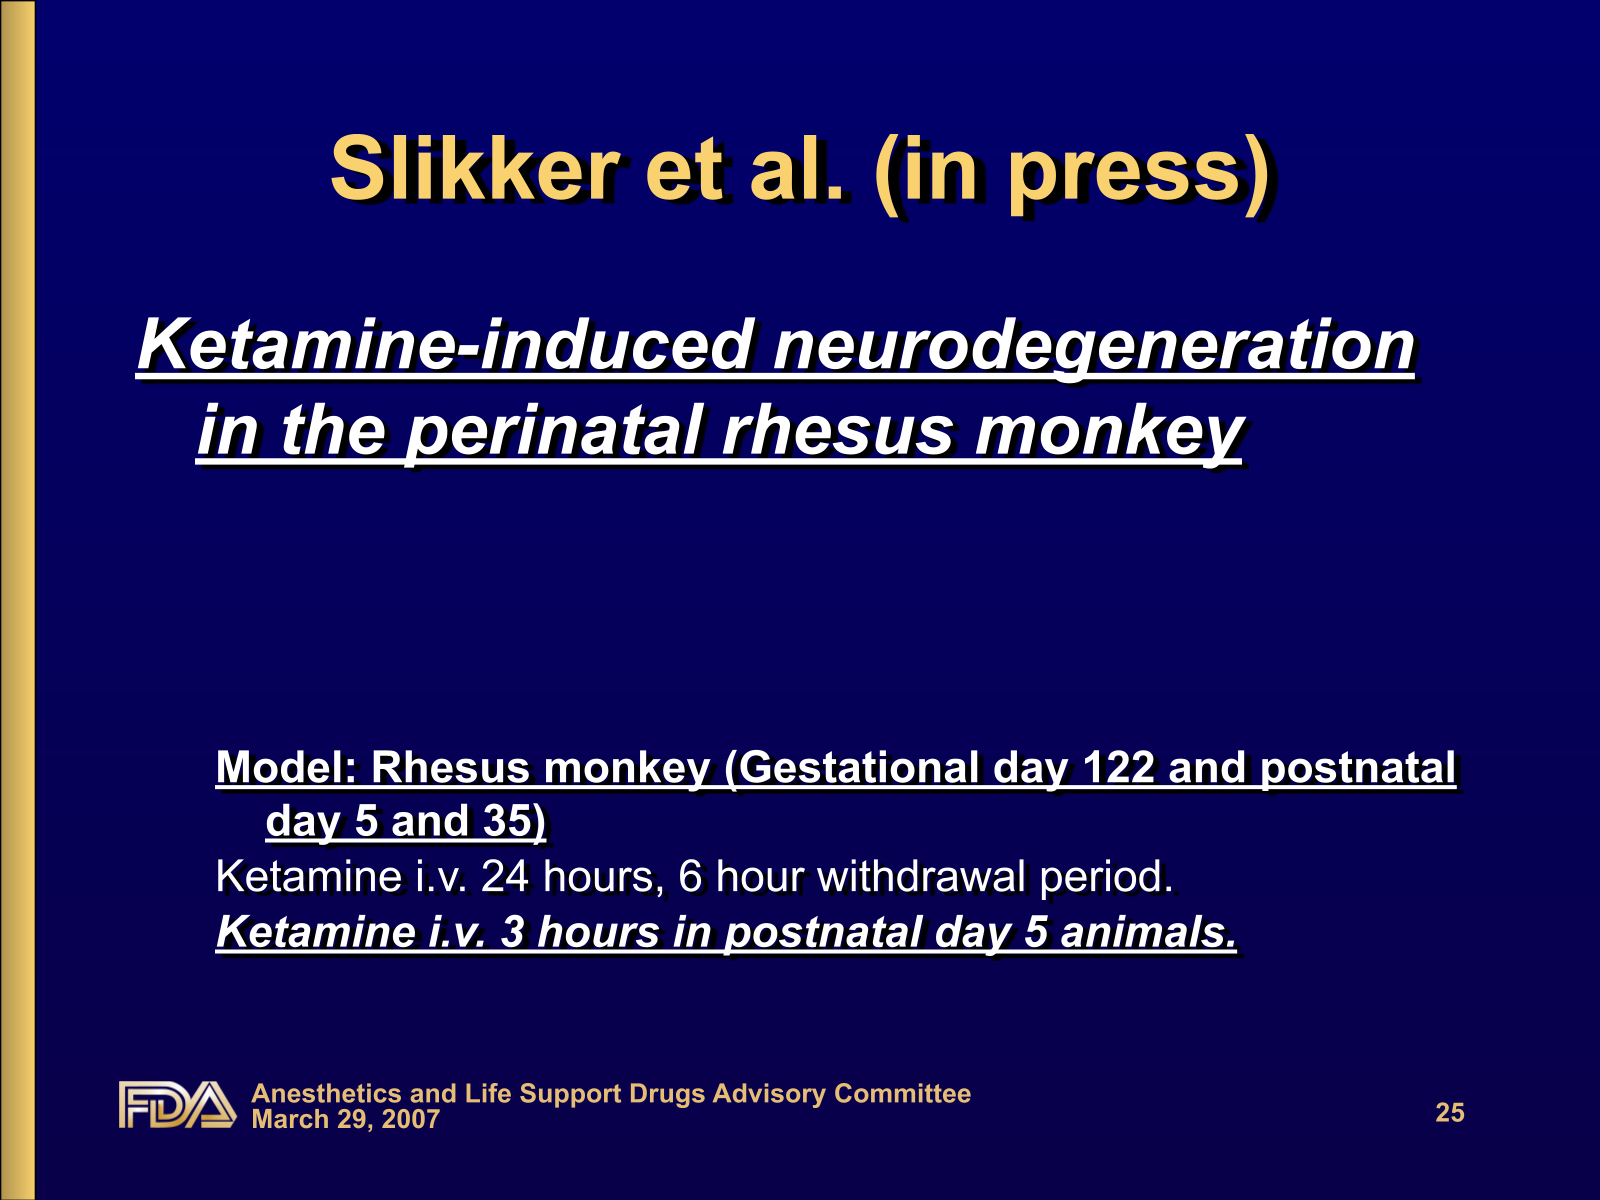 Slikker et al. (in press)
Ketamine-induced neurodegeneration
in the perinatal rhesus monkey
Model: Rhesus monkey (Gestational day 122 and postnatal
day 5 and 35)
Ketamine i.v. 24 hours, 6 hour withdrawal period.
Ketamine i.v. 3 hours in postnatal day 5 animals.
FDA
Anesthetics and Life Support Drugs Advisory Committee
March 29, 2007
25